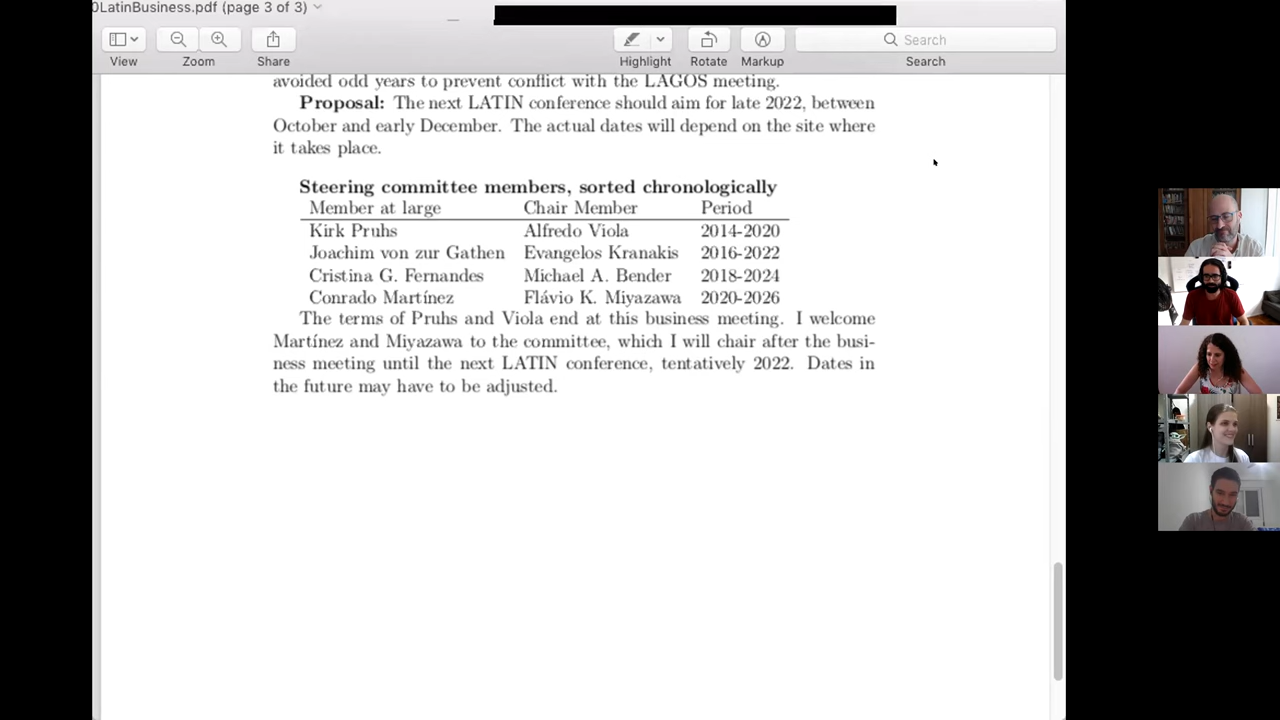 0LatinBusiness.pdf (page 3 of 3)
View
Zoom
Share
Highlight
Rotate
Markup
Search
Search
avoided odd years to prevent conflict with the LAGOS meeting.
Proposal: The next LATIN conference should aim for late 2022, between
October and early December. The actual dates will depend on the site where
it takes place.
Steering committee members, sorted chronologically
Member at large Chair Member Period
Kirk Pruhs Alfredo Viola 2014-2020
Joachim von zur Gathen Evangelos Kranakis 2016-2022
Cristina G. Fernandes Michael A. Bender 2018-2024
Conrado Martínez Flávio K. Miyazawa 2020-2026
The terms of Pruhs and Viola end at this business meeting. I welcome
Martínez and Miyazawa to the committee, which I will chair after the busi-
ness meeting until the next LATIN conference, tentatively 2022. Dates in
the future may have to be adjusted.